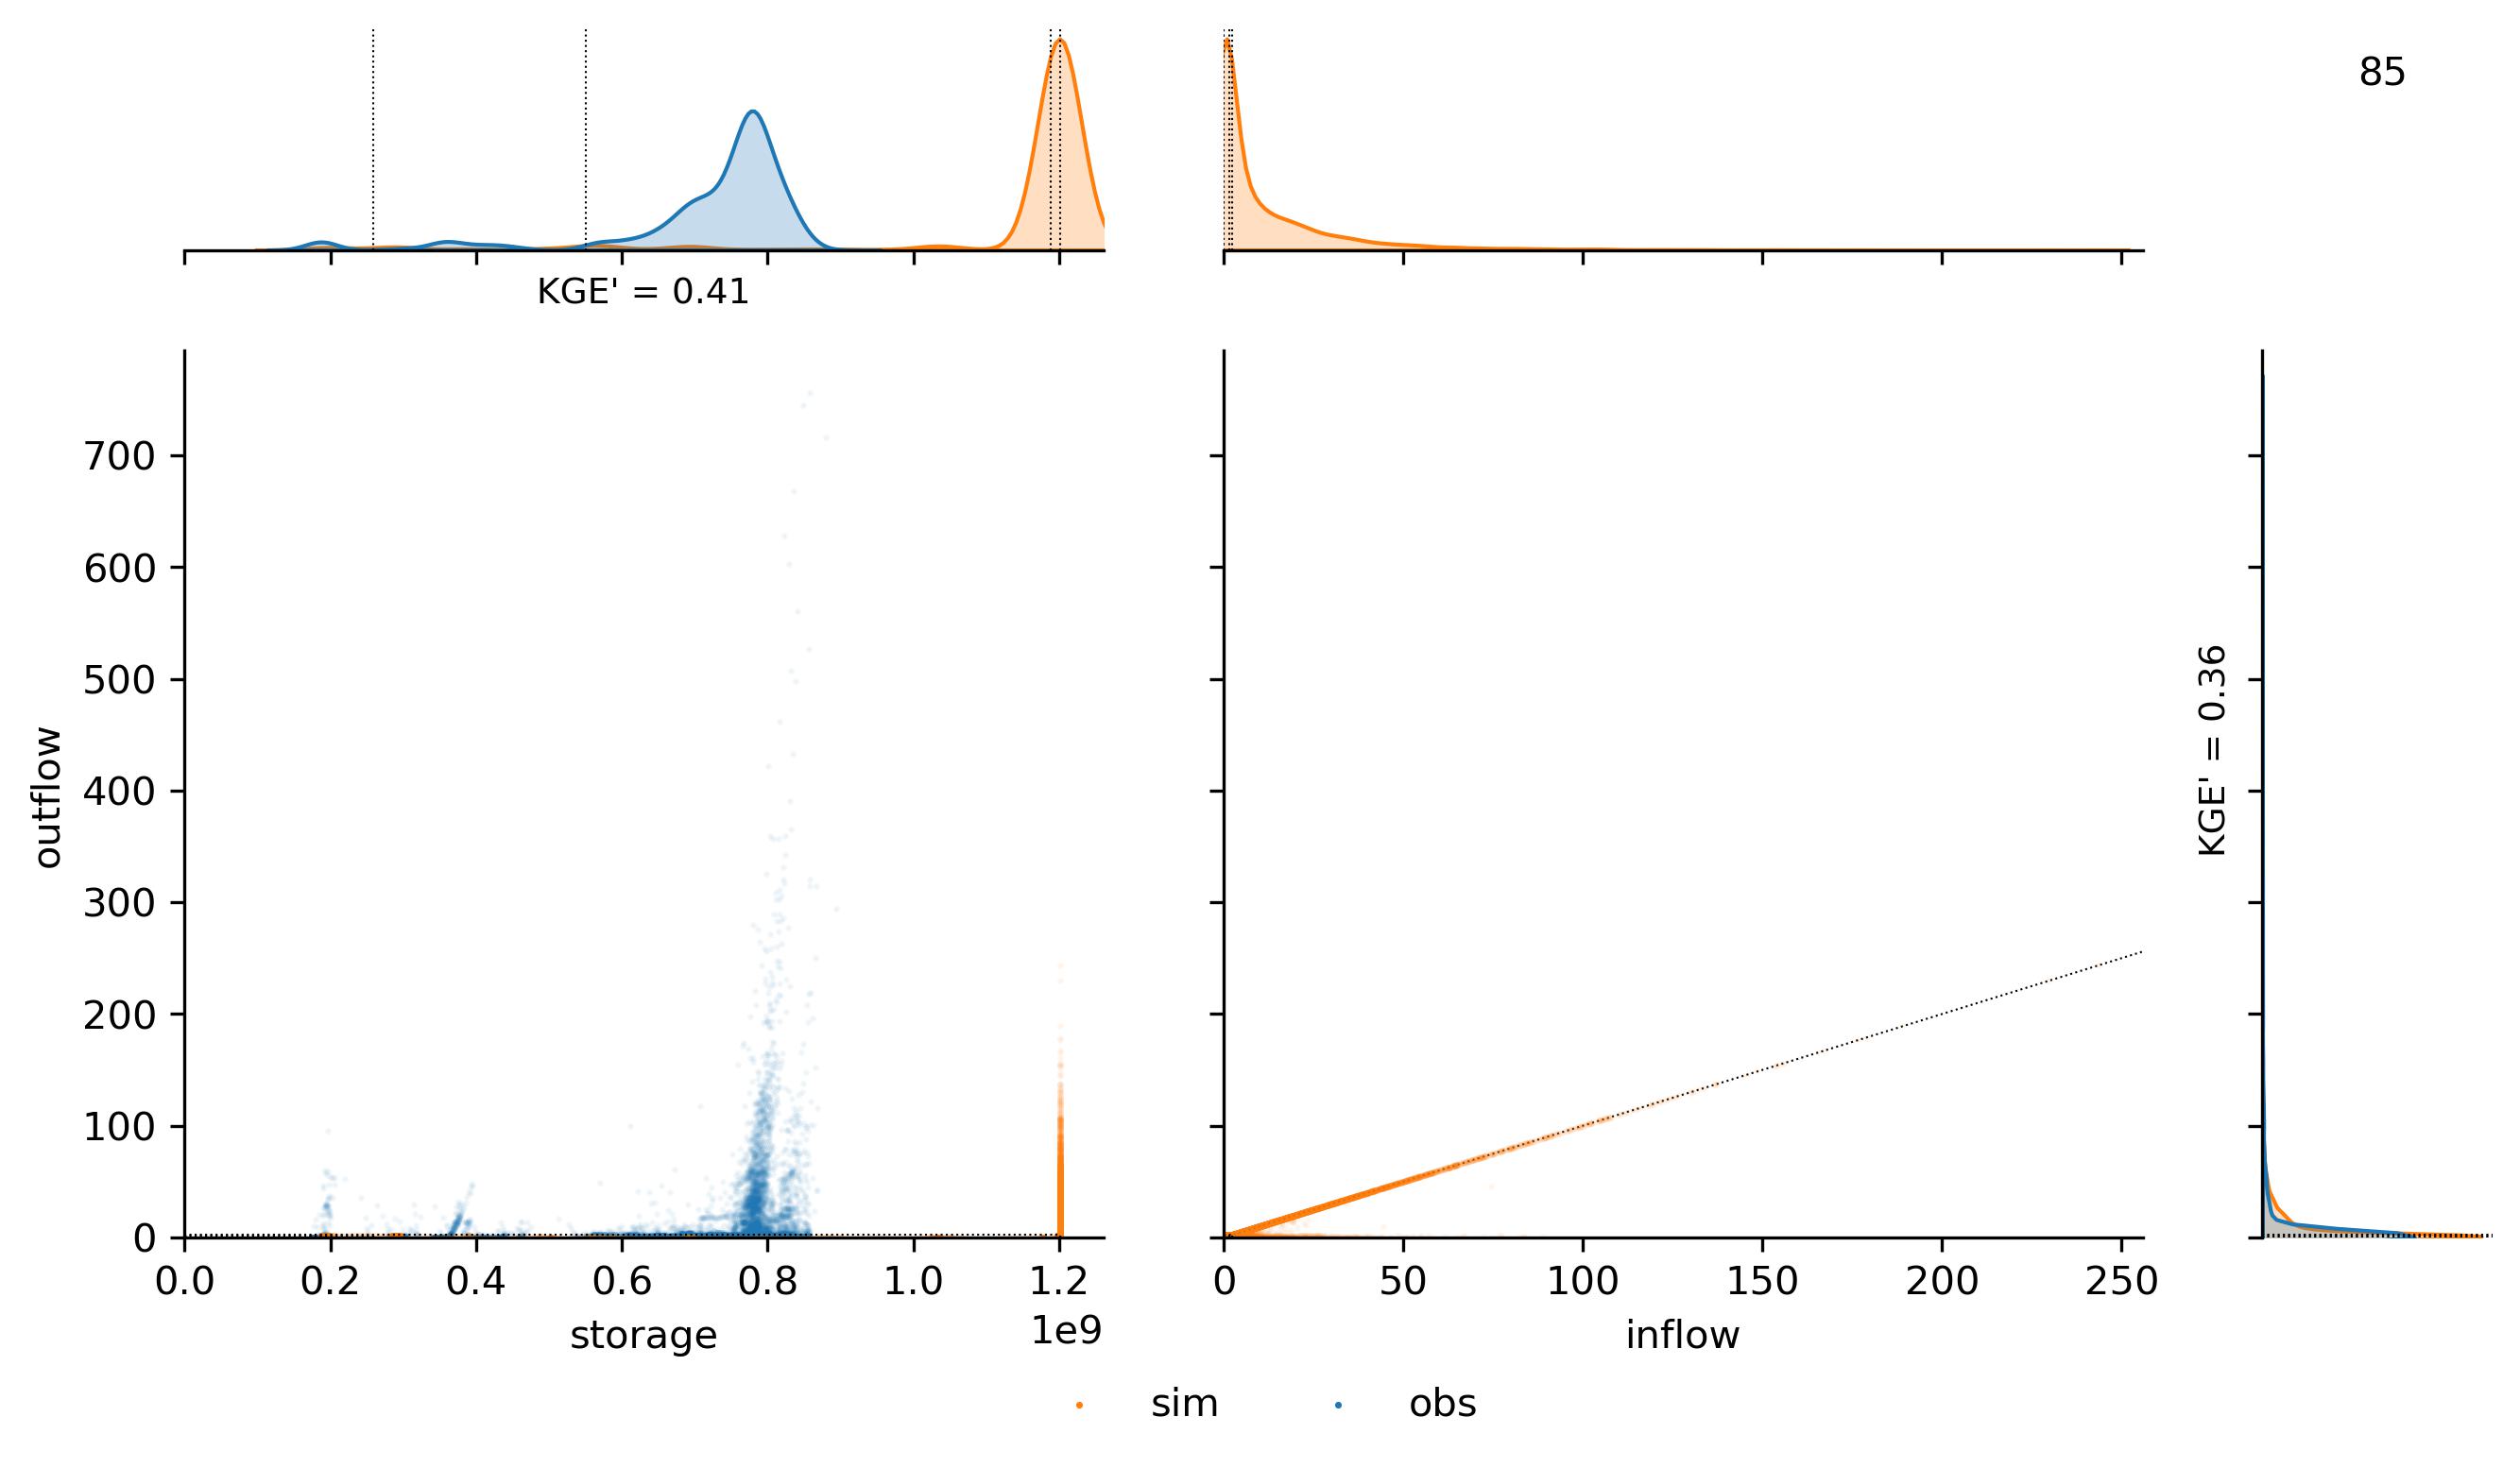 85
KGE' = 0.41
outflow
700
600
500
400
300
200
100
0
KGE' = 0.36
0.0 0.2 0.4 0.6 0.8 1.0 1.2
1e9
storage
0 50 100 150 200 250
inflow
sim obs